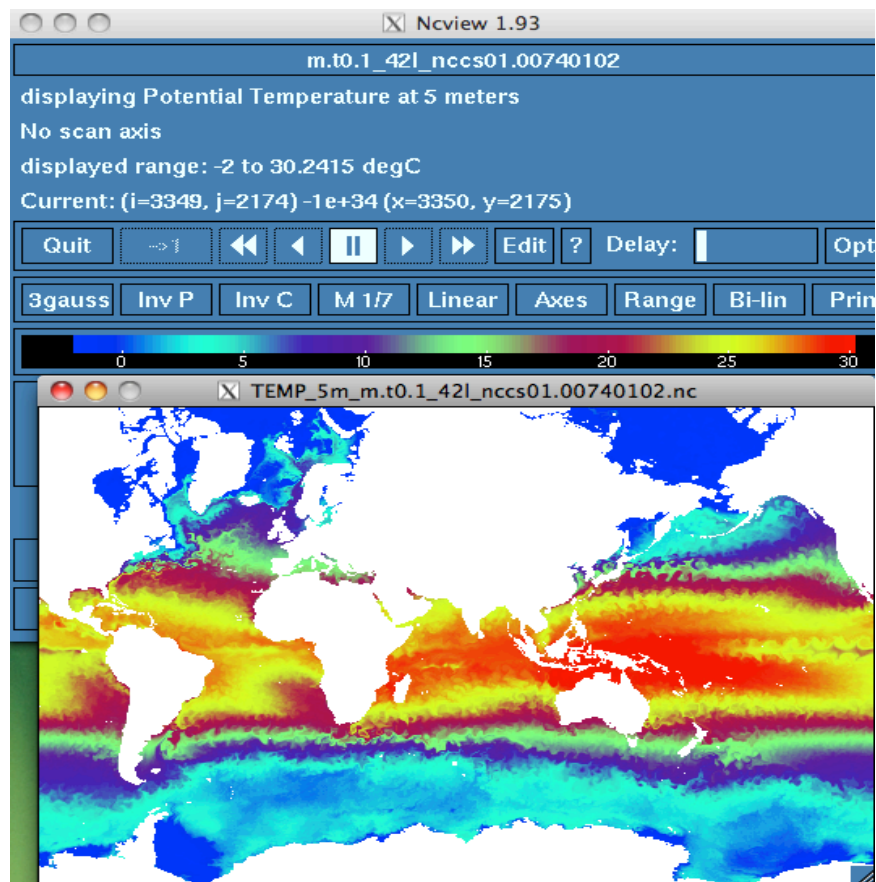 Ncview 1.93
m.t0.1_42l_nccs01.00740102
displaying Potential Temperature at 5 meters
No scan axis
displayed range: -2 to 30.2415 degC
Current: (i=3349, j=2174) -1e+34 (x=3350, y=2175)
Quit Edit ? Delay: Opt
3gauss Inv P Inv C M 1/7 Linear Axes Range Bi-lin Prin
0 5 10 15 20 25 30
TEMP_5m_m.t0.1_42l_nccs01.00740102.nc